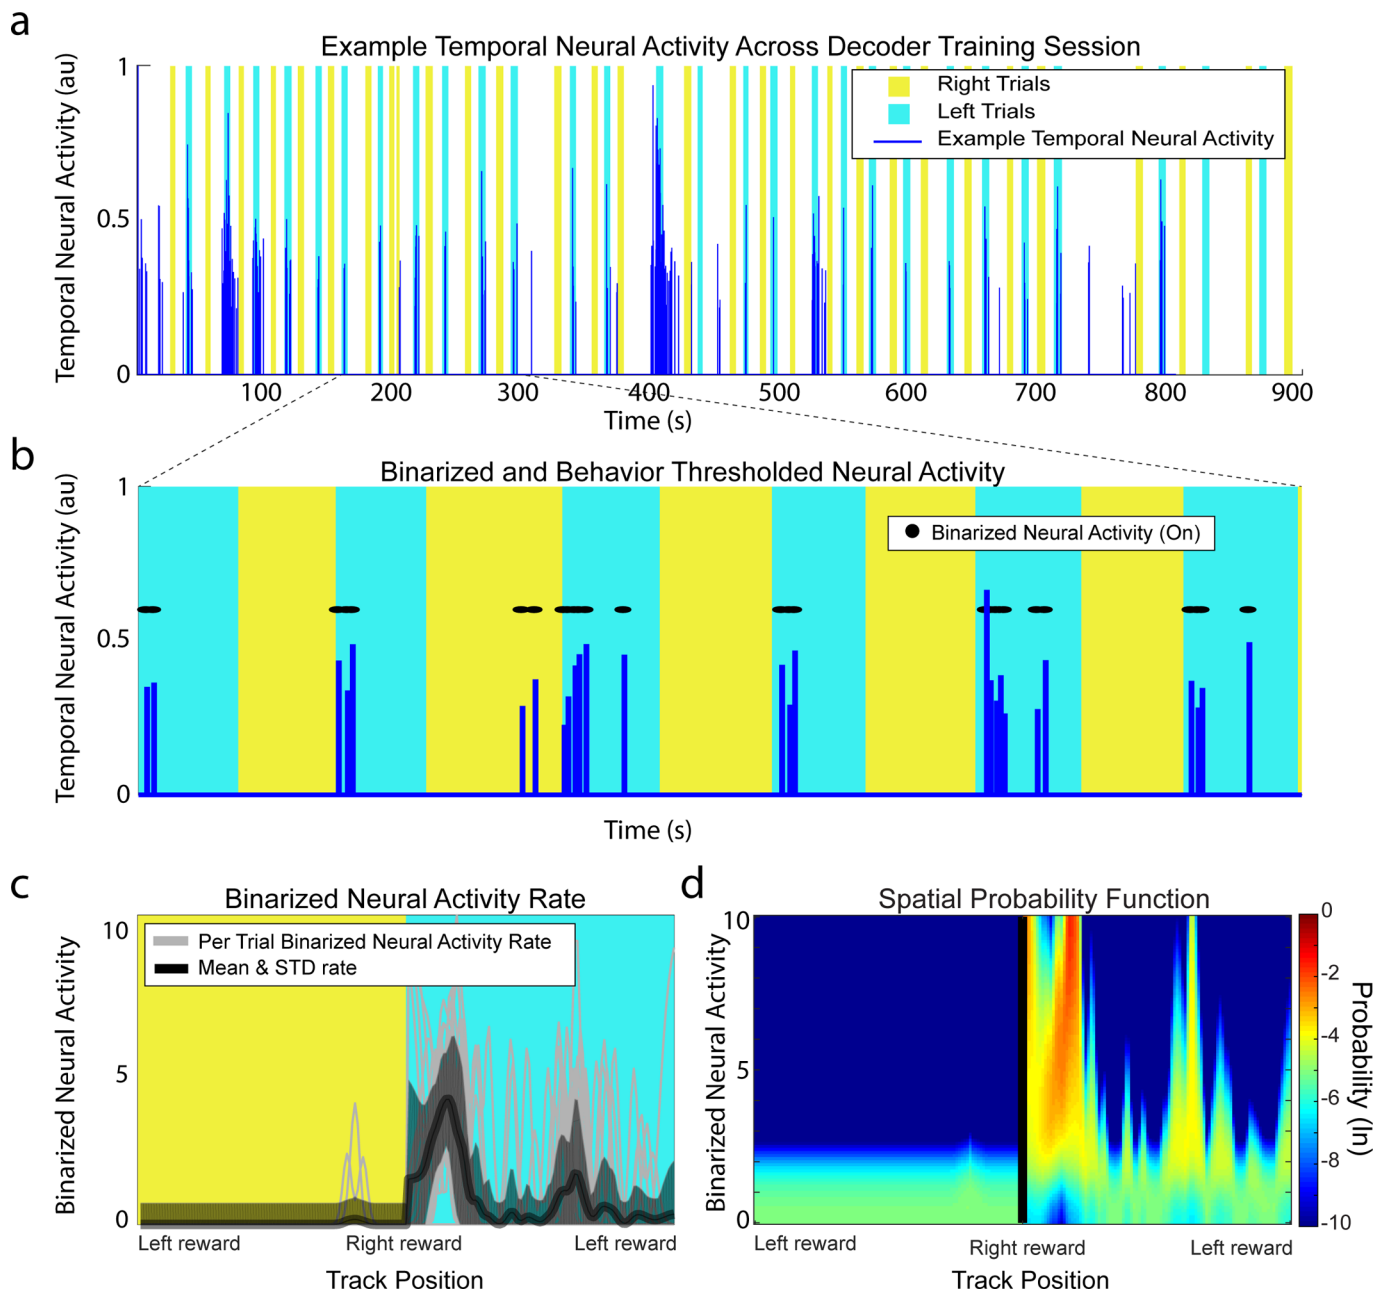 a
Example Temporal Neural Activity Across Decoder Training Session
Temporal Neural Activity (au)
1
0.5
0
Right Trials
Left Trials
Example Temporal Neural Activity
100 200 300 400 500 600 700 800 900
Time (s)
b
Binarized and Behavior Thresholded Neural Activity
Temporal Neural Activity (au)
1
0.5
0
Binarized Neural Activity (On)
Time (s)
c
Binarized Neural Activity Rate
Binarized Neural Activity
10
5
0
Per Trial Binarized Neural Activity Rate
Mean & STD rate
Left reward Right reward Left reward
Track Position
d
Spatial Probability Function
Binarized Neural Activity
10
5
0
Left reward Right reward Left reward
Track Position
0
-2
-4
-6
-8
-10
Probability (ln)